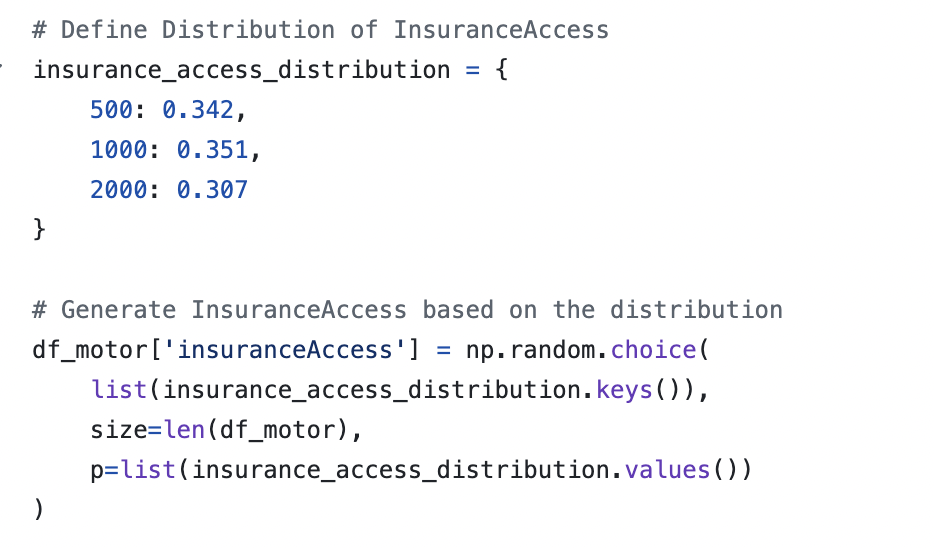 # Define Distribution of InsuranceAccess
insurance_access_distribution = {
    500: 0.342,
    1000: 0.351,
    2000: 0.307
}

# Generate InsuranceAccess based on the distribution
df_motor['insuranceAccess'] = np.random.choice(
    list(insurance_access_distribution.keys()),
    size=len(df_motor),
    p=list(insurance_access_distribution.values())
)